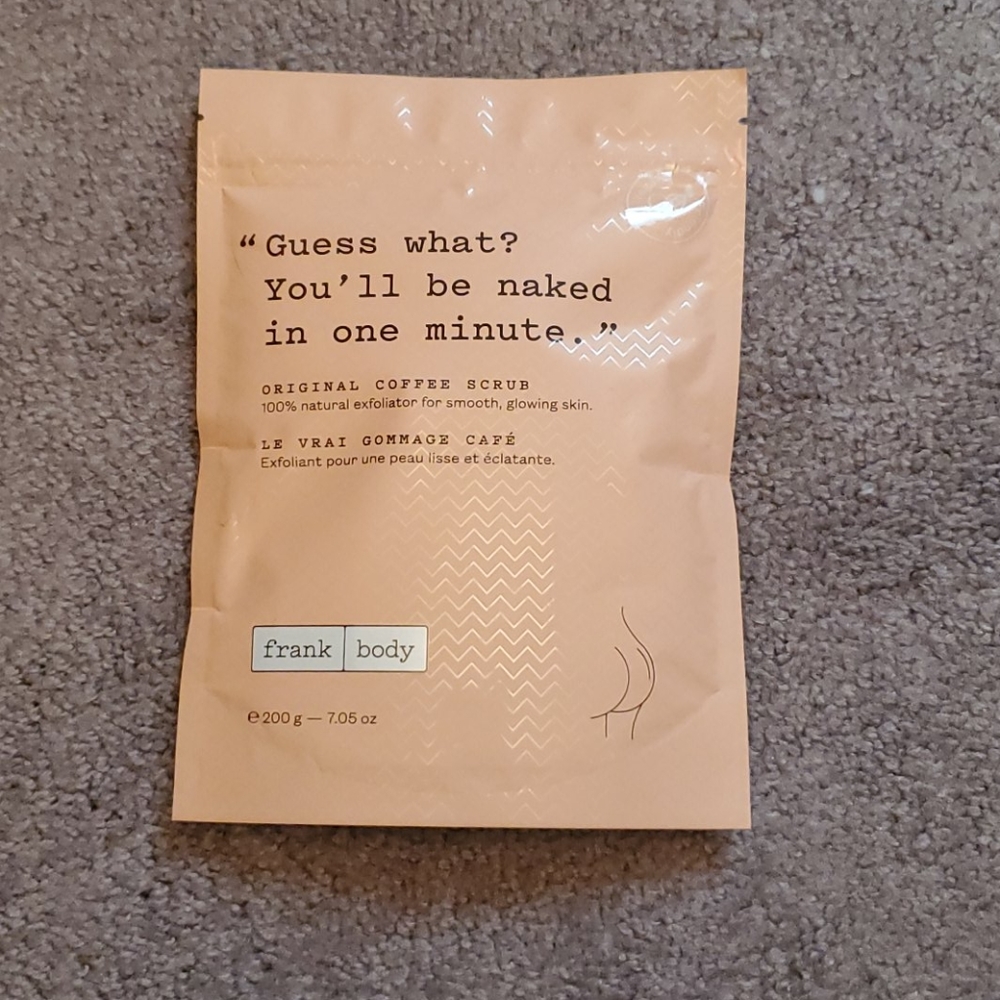 “Guess what?
You’ll be naked
in one minute.”
ORIGINAL COFFEE SCRUB
100% natural exfoliator for smooth, glowing skin.
LE VRAI GOMMAGE CAFÉ
Exfoliant pour une peau lisse et éclatante.
frank body
℮ 200 g — 7.05 oz